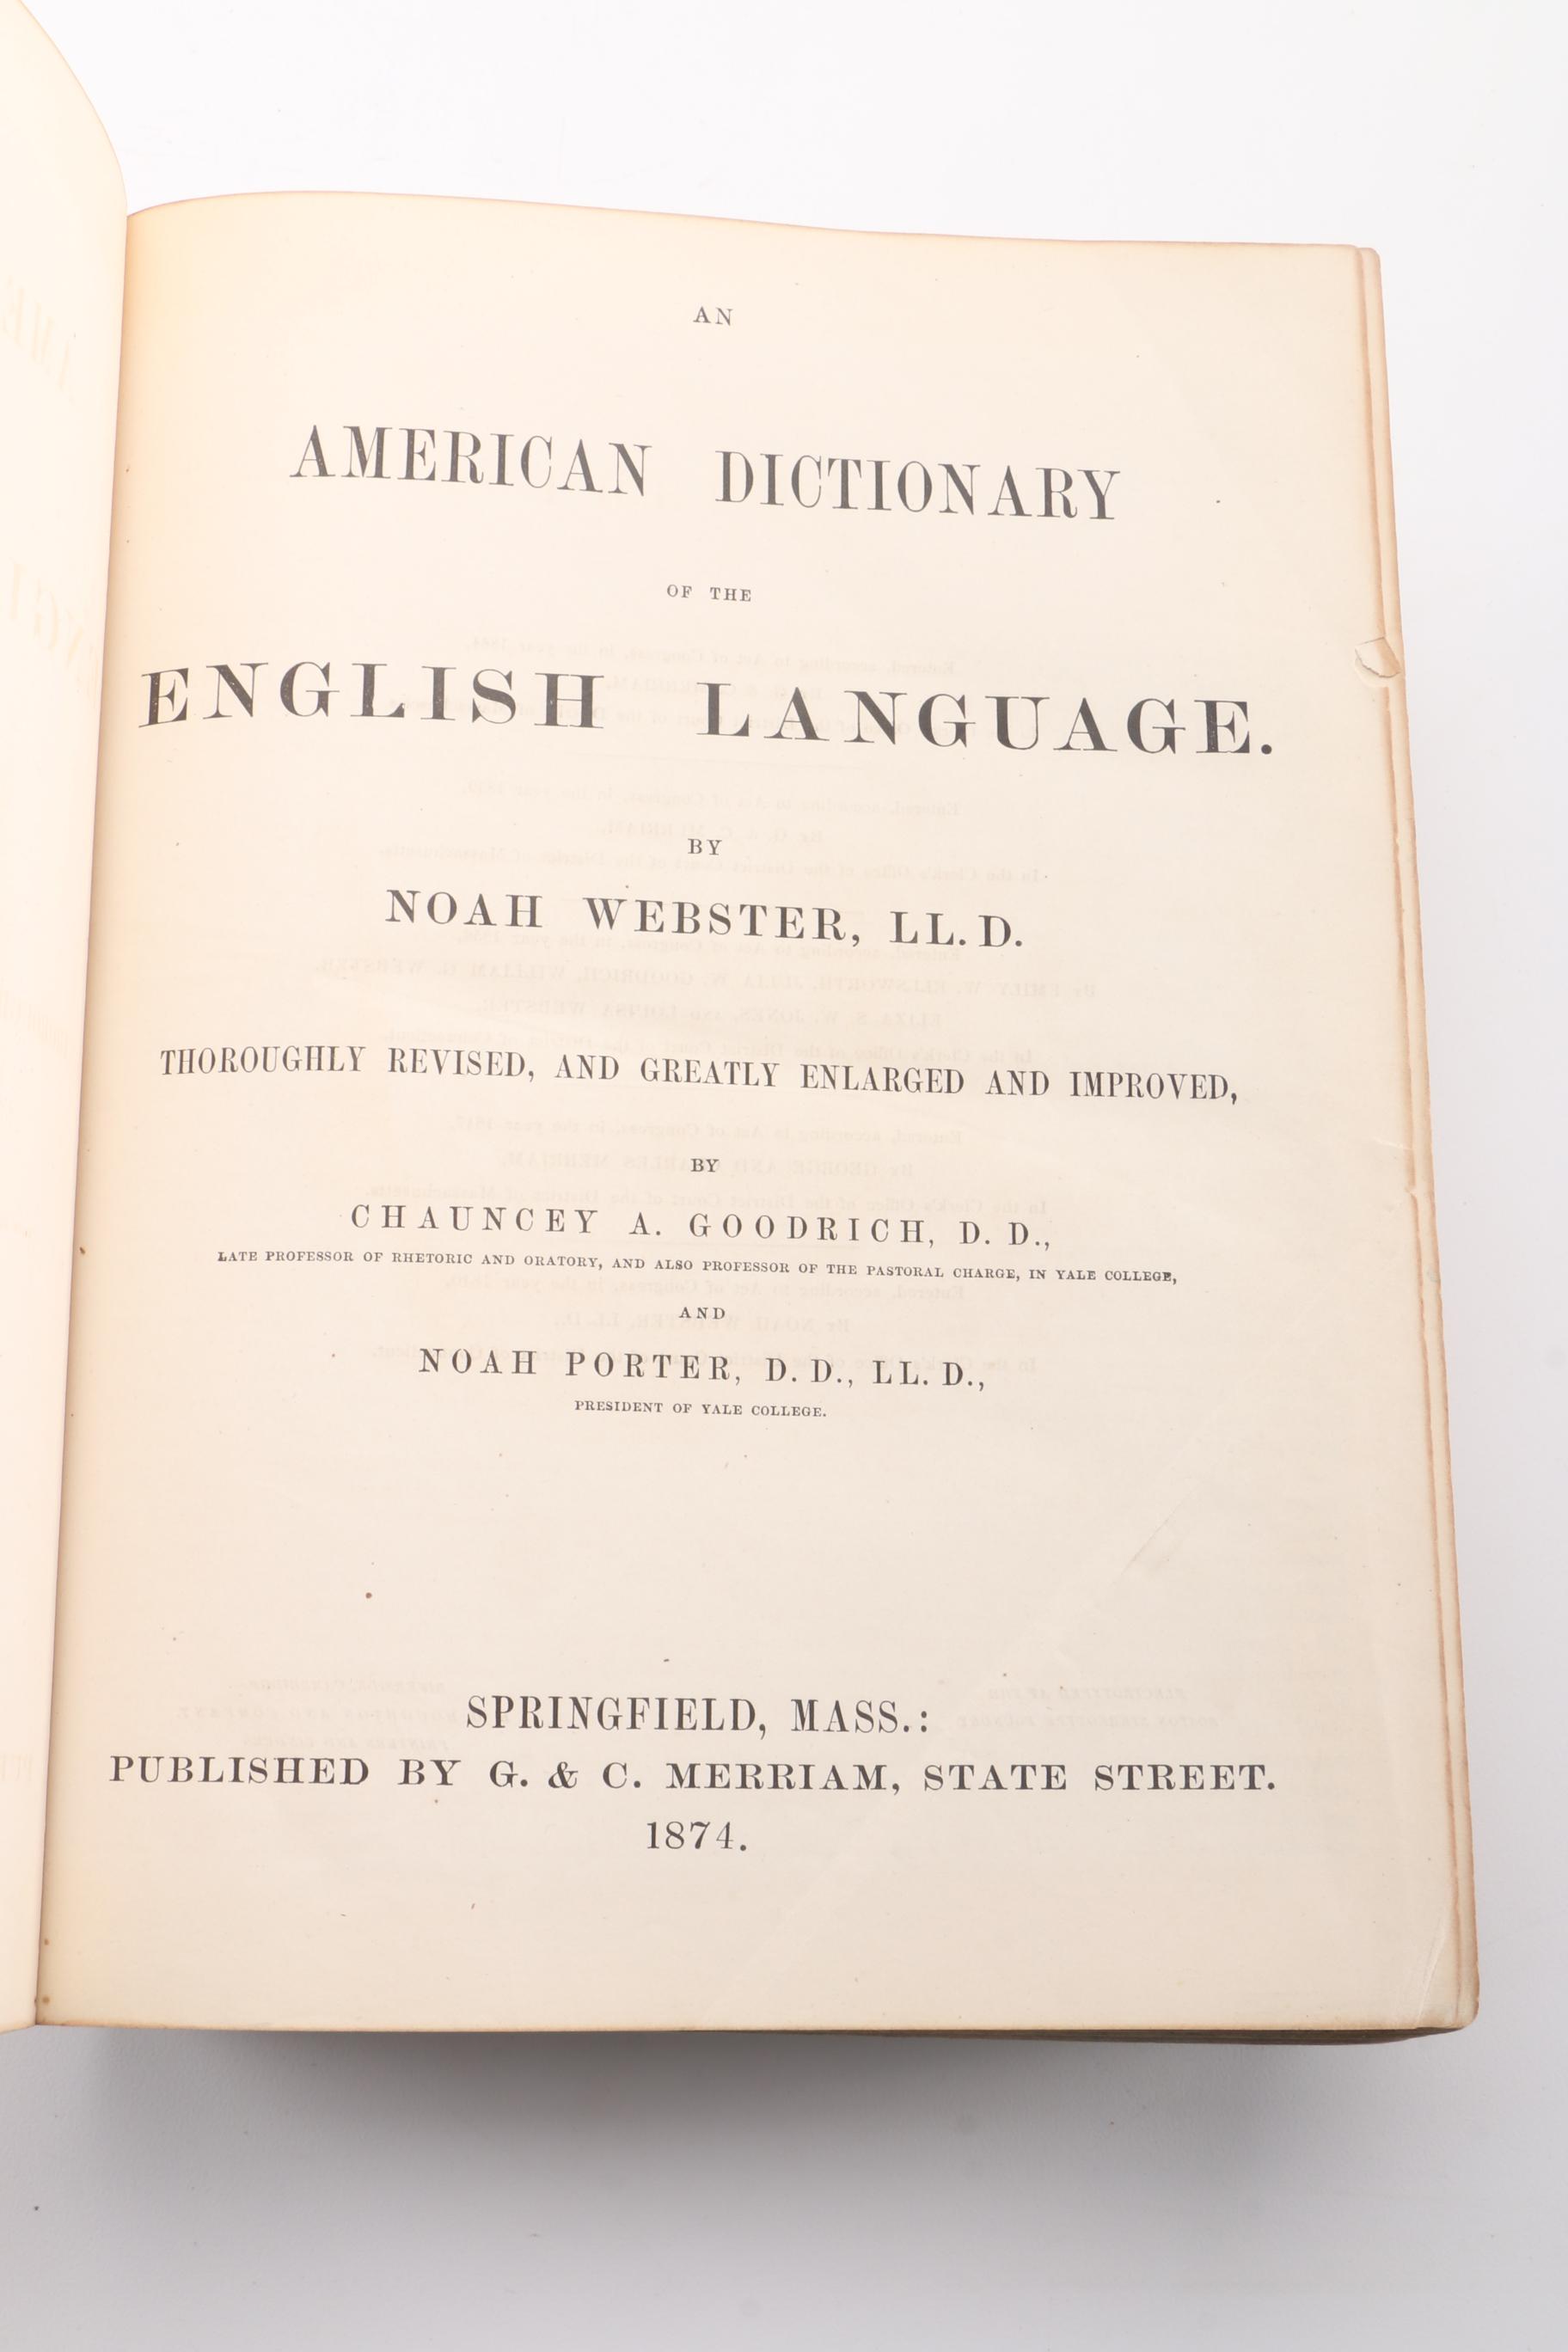 AN
AMERICAN DICTIONARY
OF THE
ENGLISH LANGUAGE.
BY
NOAH WEBSTER, LL. D.
THOROUGHLY REVISED, AND GREATLY ENLARGED AND IMPROVED,
BY
CHAUNCEY A. GOODRICH, D. D.,
LATE PROFESSOR OF RHETORIC AND ORATORY, AND ALSO PROFESSOR OF THE PASTORAL CHARGE, IN YALE COLLEGE,
AND
NOAH PORTER, D. D., LL. D.,
PRESIDENT OF YALE COLLEGE.
SPRINGFIELD, MASS.:
PUBLISHED BY G. & C. MERRIAM, STATE STREET.
1874.